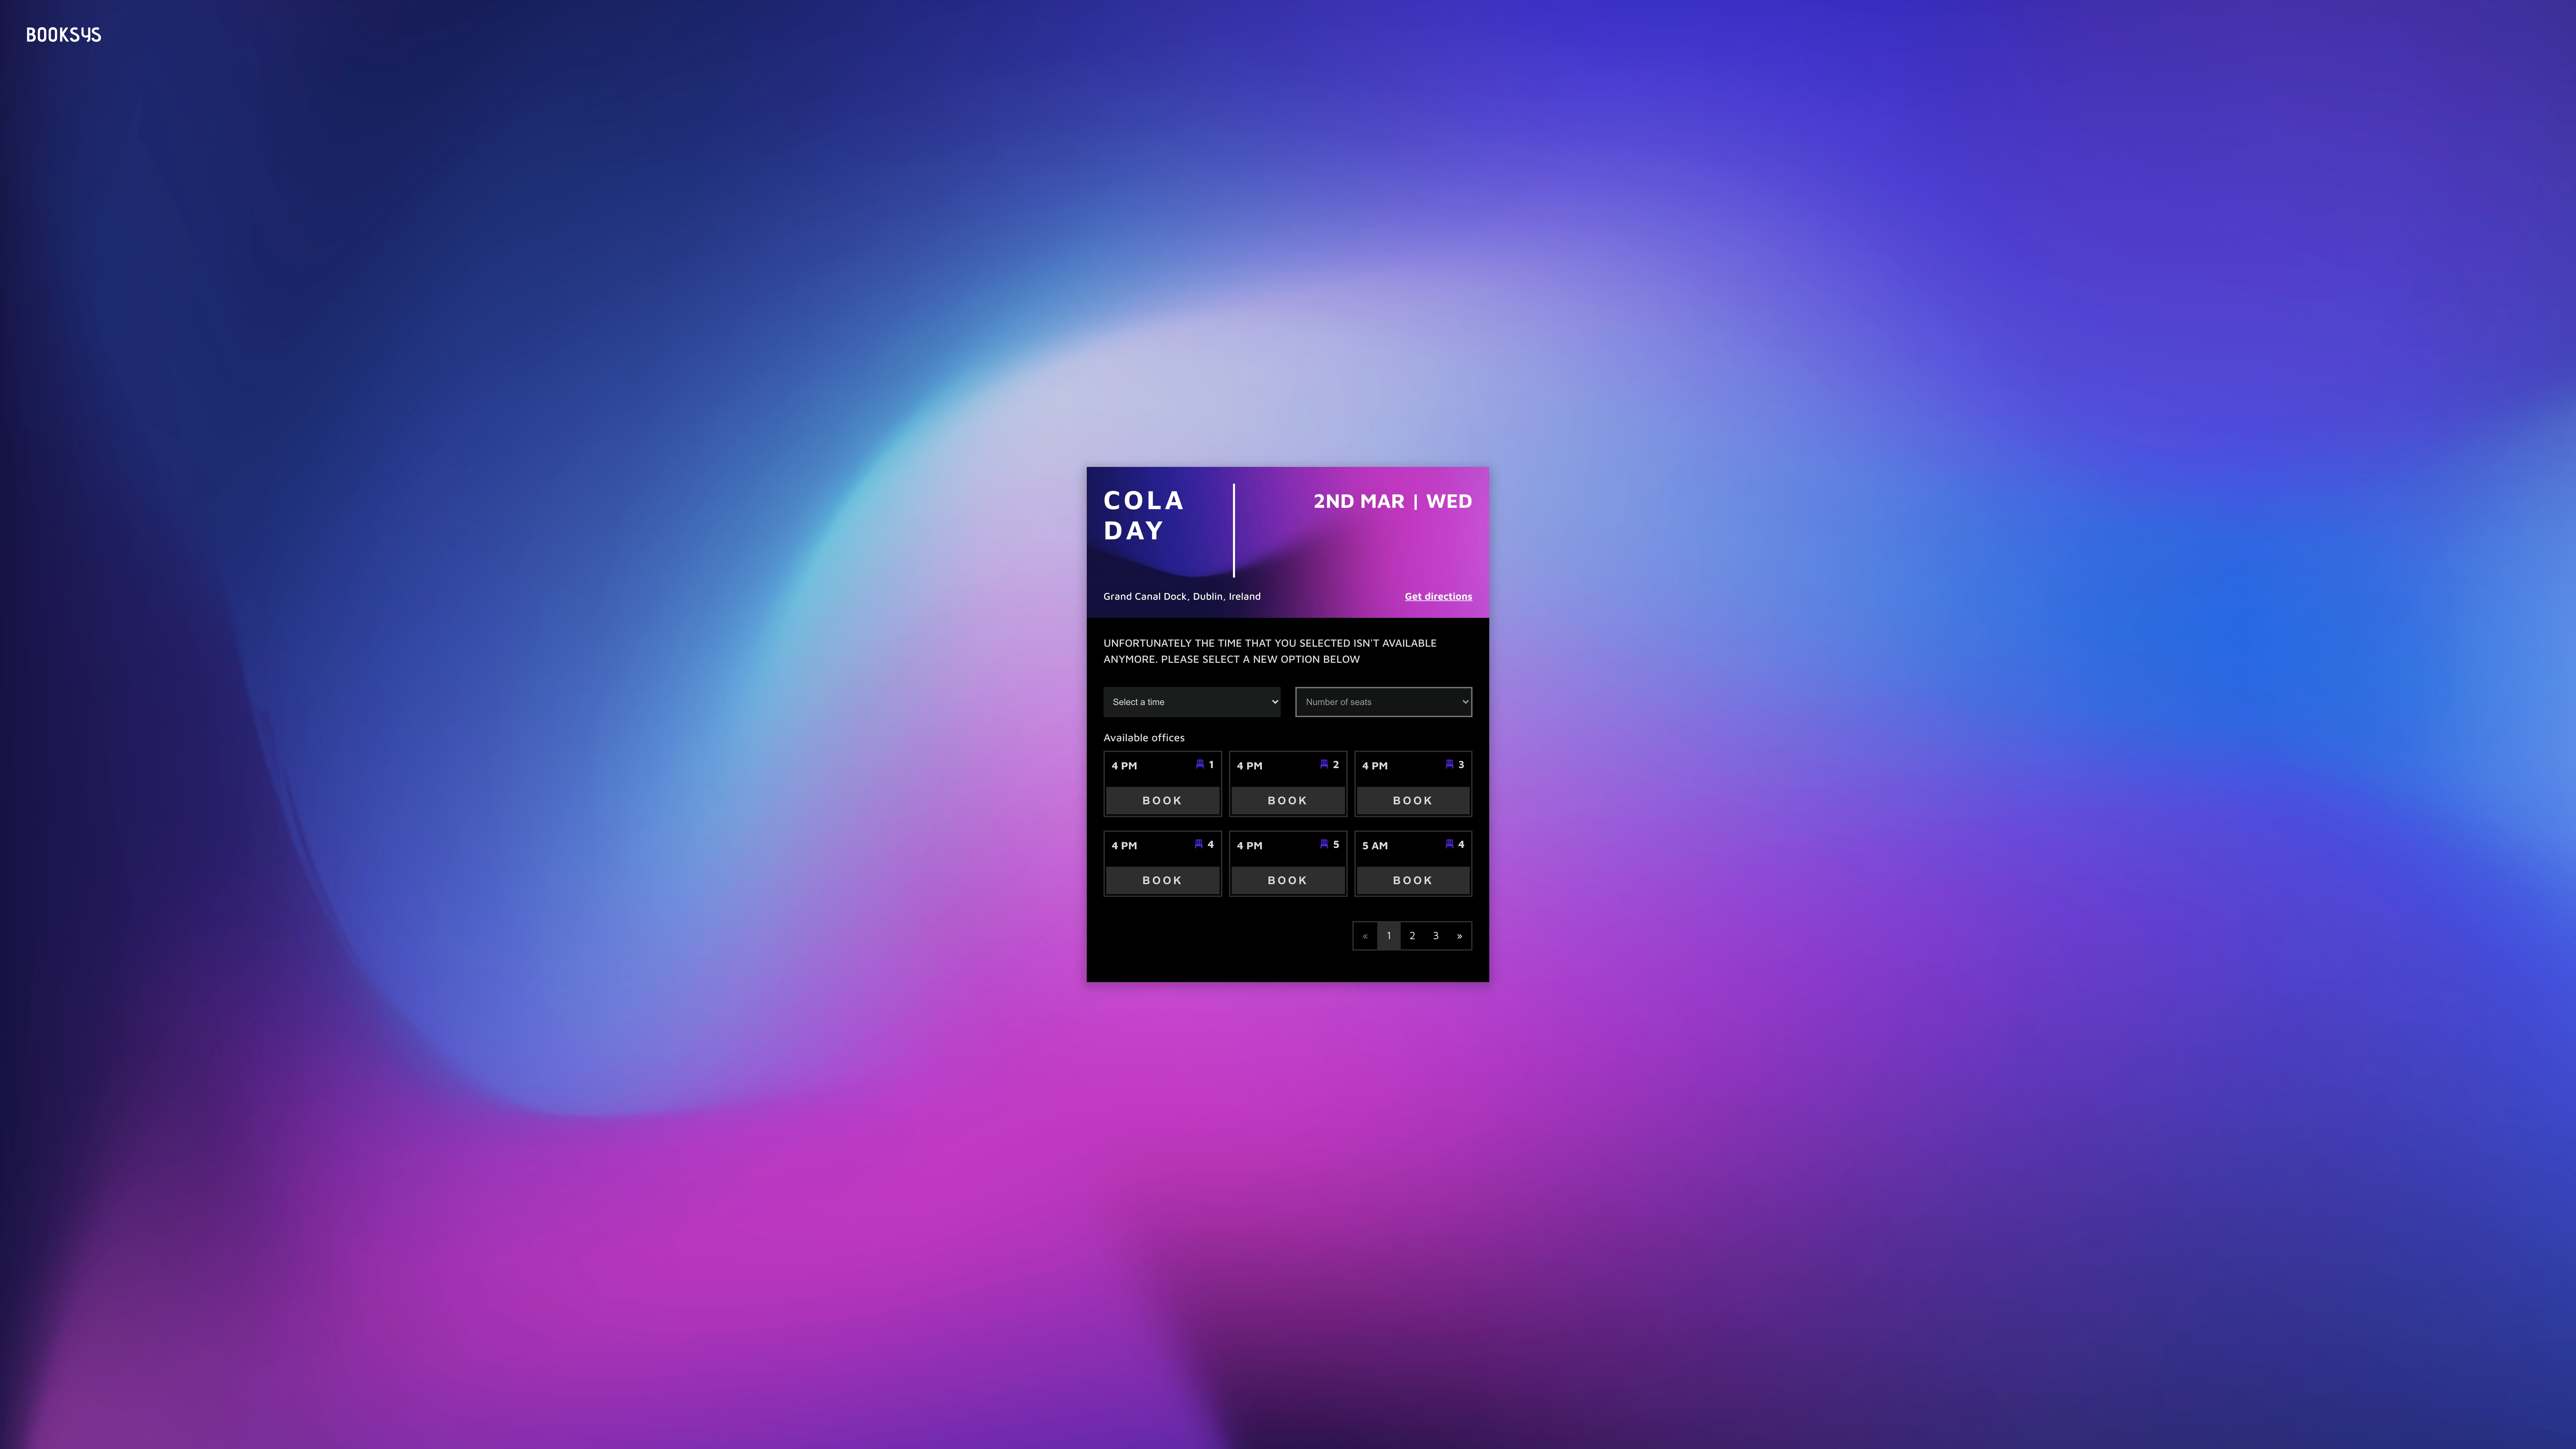 BOOKSYS
COLA
DAY
2ND MAR | WED
Grand Canal Dock, Dublin, Ireland
Get directions
UNFORTUNATELY THE TIME THAT YOU SELECTED ISN'T AVAILABLE
ANYMORE. PLEASE SELECT A NEW OPTION BELOW
Select a time
Number of seats
Available offices
4 PM 1
4 PM 2
4 PM 3
BOOK
BOOK
BOOK
4 PM 4
4 PM 5
5 AM 4
BOOK
BOOK
BOOK
« 1 2 3 »